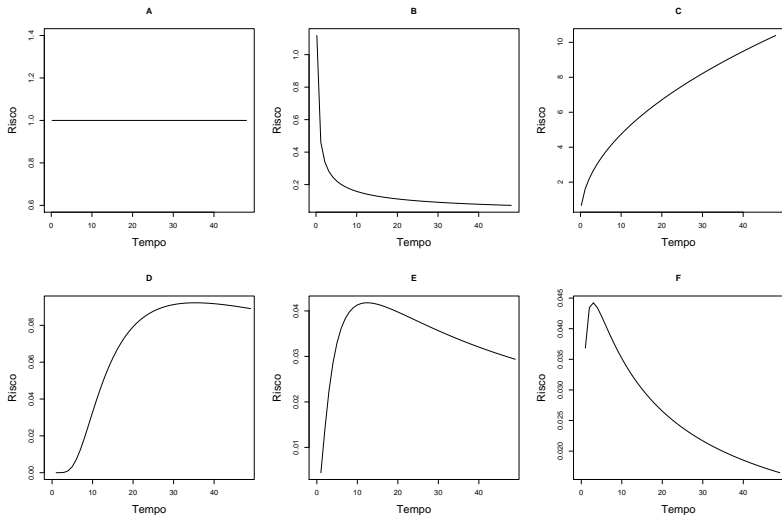 A
Risco
1.4
1.2
1.0
0.8
0.6
0 10 20 30 40
Tempo
B
Risco
1.0
0.8
0.6
0.4
0.2
0 10 20 30 40
Tempo
C
Risco
10
8
6
4
2
0 10 20 30 40
Tempo
D
Risco
0.08
0.06
0.04
0.02
0.00
0 10 20 30 40
Tempo
E
Risco
0.04
0.03
0.02
0.01
0 10 20 30 40
Tempo
F
Risco
0.045
0.040
0.035
0.030
0.025
0.020
0 10 20 30 40
Tempo